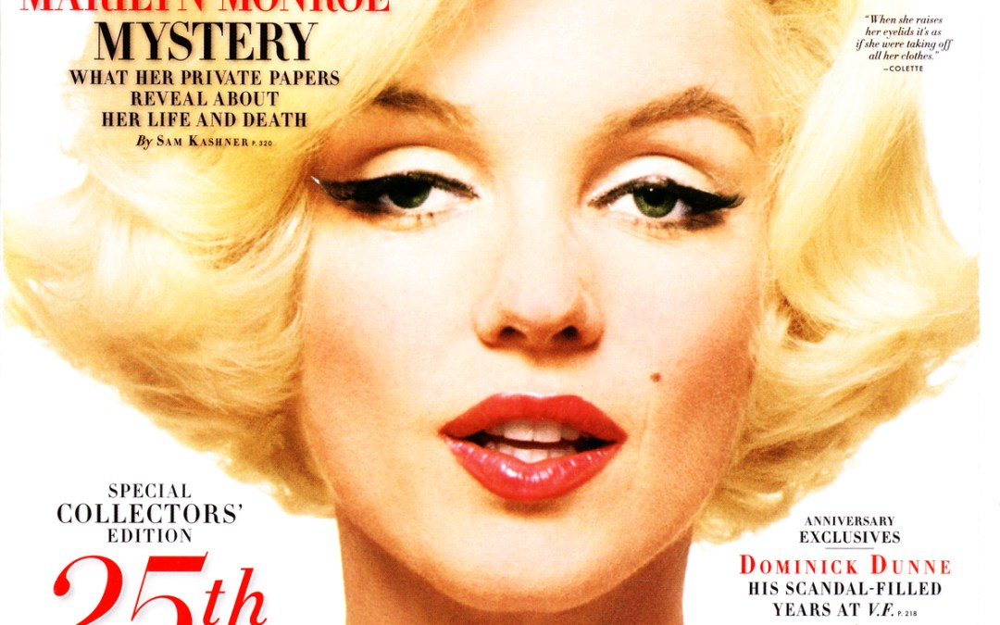 MARILYN MONROE
MYSTERY
WHAT HER PRIVATE PAPERS
REVEAL ABOUT
HER LIFE AND DEATH
By SAM KASHNER P. 320
“When she raises
her eyelids it's as
if she were taking off
all her clothes.”
—COLETTE
SPECIAL
COLLECTORS'
EDITION
25th
ANNIVERSARY
EXCLUSIVES
DOMINICK DUNNE
HIS SCANDAL-FILLED
YEARS AT V.F. P. 218